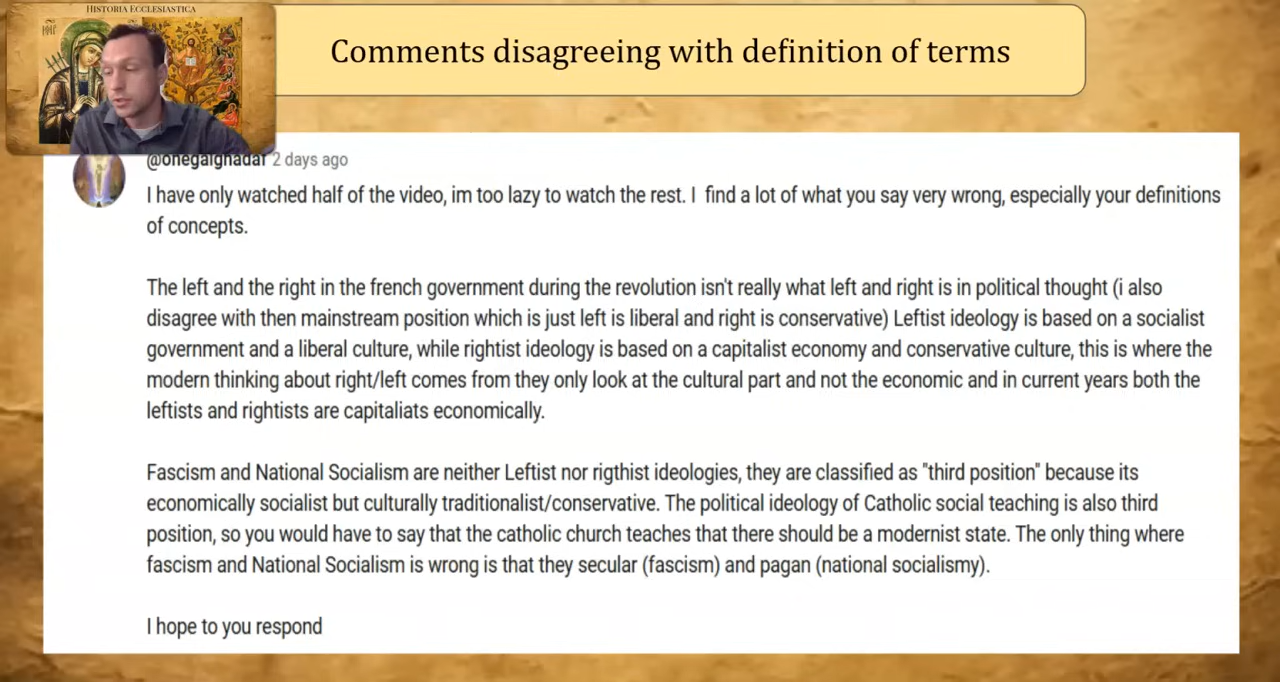 HISTORIA ECCLESIASTICA
Comments disagreeing with definition of terms
@onegaighadaf 2 days ago
I have only watched half of the video, im too lazy to watch the rest. I find a lot of what you say very wrong, especially your definitions
of concepts.
The left and the right in the french government during the revolution isn't really what left and right is in political thought (i also
disagree with then mainstream position which is just left is liberal and right is conservative) Leftist ideology is based on a socialist
government and a liberal culture, while rightist ideology is based on a capitalist economy and conservative culture, this is where the
modern thinking about right/left comes from they only look at the cultural part and not the economic and in current years both the
leftists and rightists are capitaliats economically.
Fascism and National Socialism are neither Leftist nor rigthist ideologies, they are classified as "third position" because its
economically socialist but culturally traditionalist/conservative. The political ideology of Catholic social teaching is also third
position, so you would have to say that the catholic church teaches that there should be a modernist state. The only thing where
fascism and National Socialism is wrong is that they secular (fascism) and pagan (national socialismy).
I hope to you respond